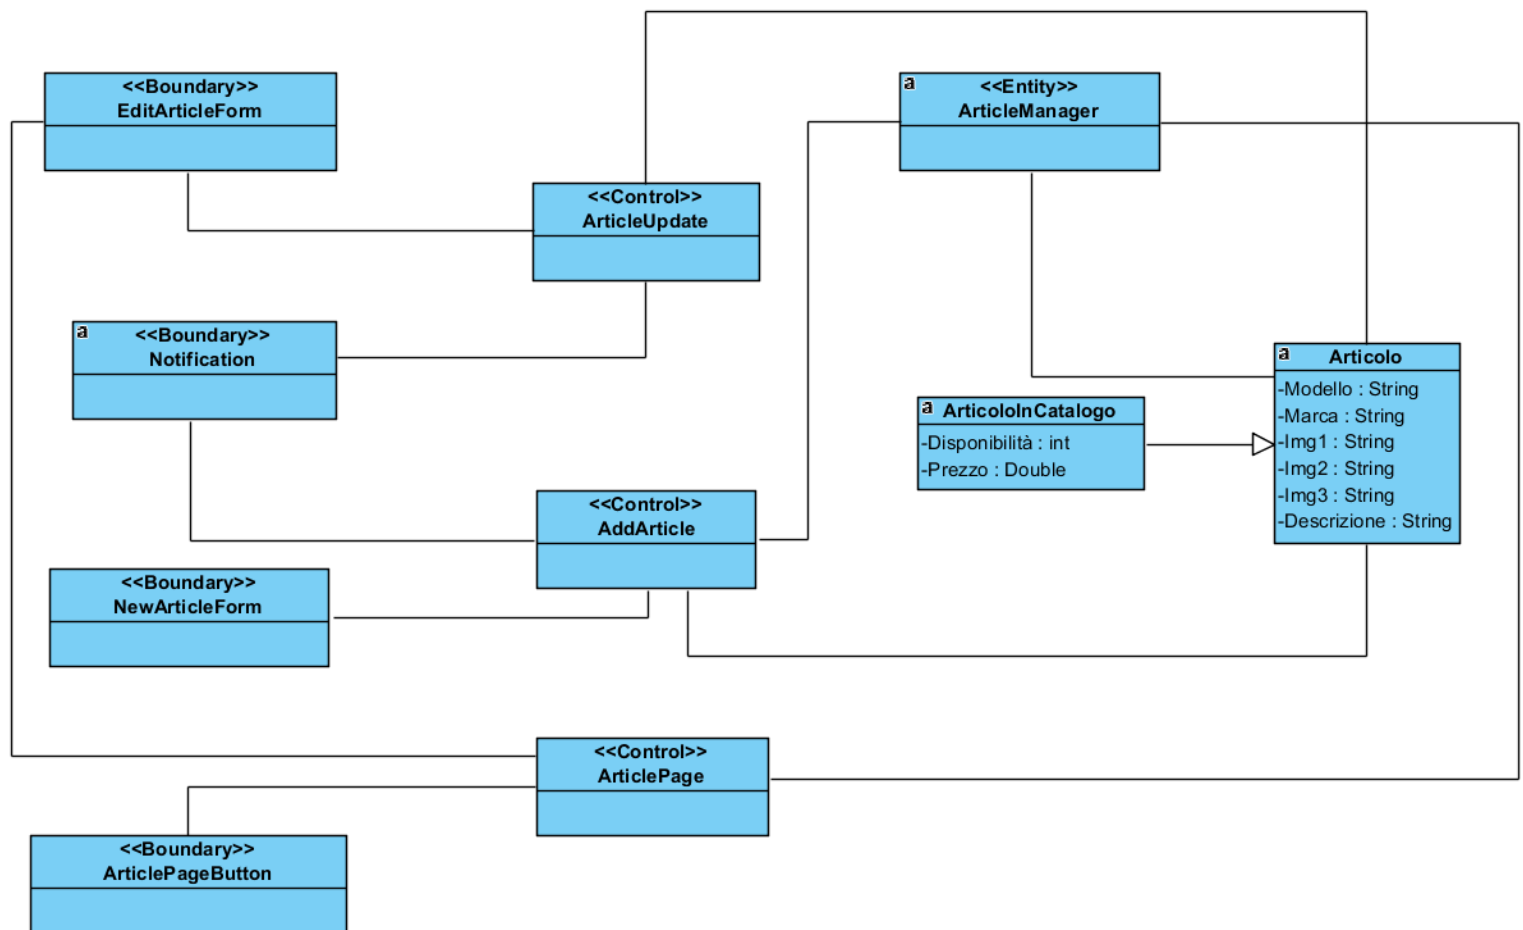 <<Boundary>>
EditArticleForm
a
<<Entity>>
ArticleManager
<<Control>>
ArticleUpdate
a
<<Boundary>>
Notification
a
Articolo
-Modello : String
-Marca : String
-Img1 : String
-Img2 : String
-Img3 : String
-Descrizione : String
a
ArticoloInCatalogo
-Disponibilità : int
-Prezzo : Double
<<Control>>
AddArticle
<<Boundary>>
NewArticleForm
<<Control>>
ArticlePage
<<Boundary>>
ArticlePageButton